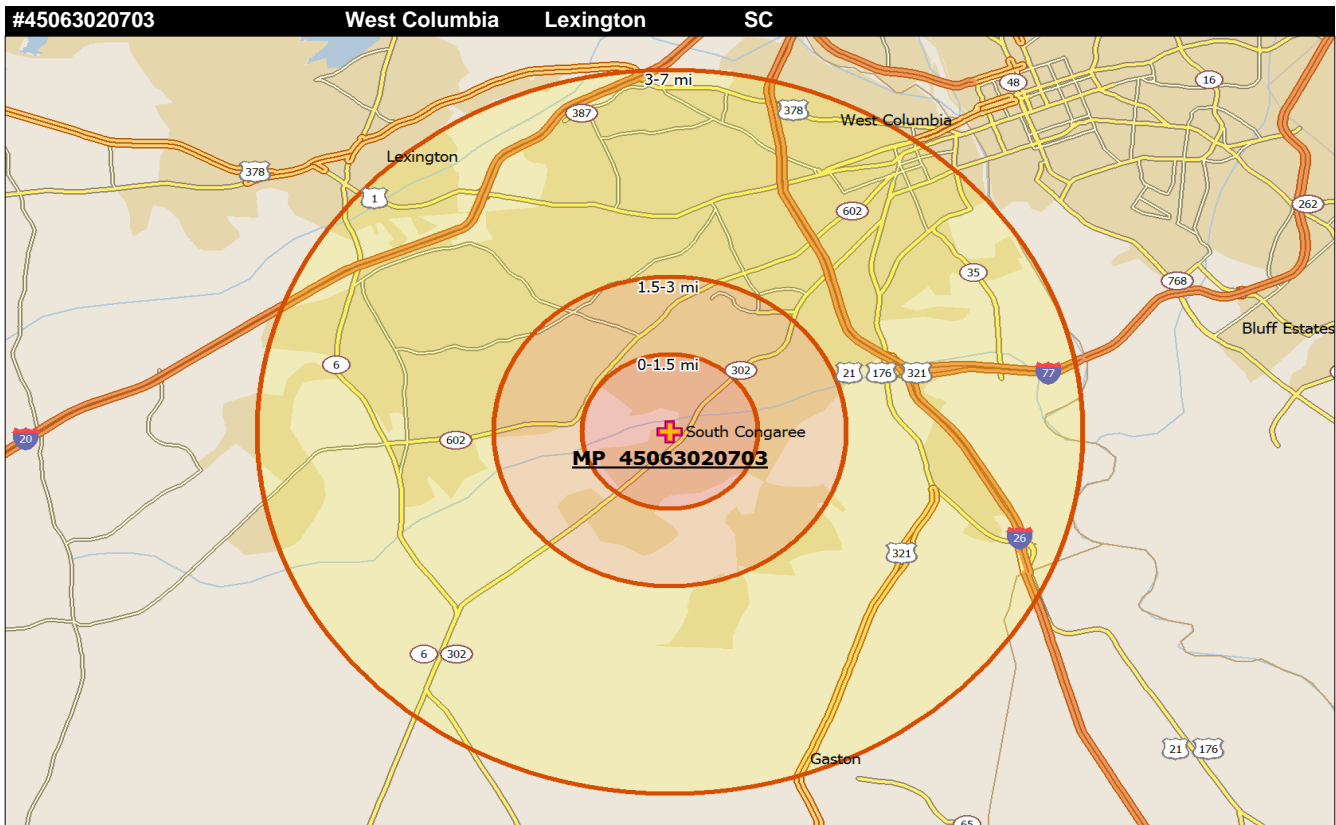 #45063020703 West Columbia Lexington SC
3-7 mi
48
16
387
378
West Columbia
Lexington
378
1
602
262
35
768
1.5-3 mi
Bluff Estates
0-1.5 mi
6
302
21 176 321
77
20
602
South Congaree
MP 45063020703
26
321
6 302
21 176
Gaston
65